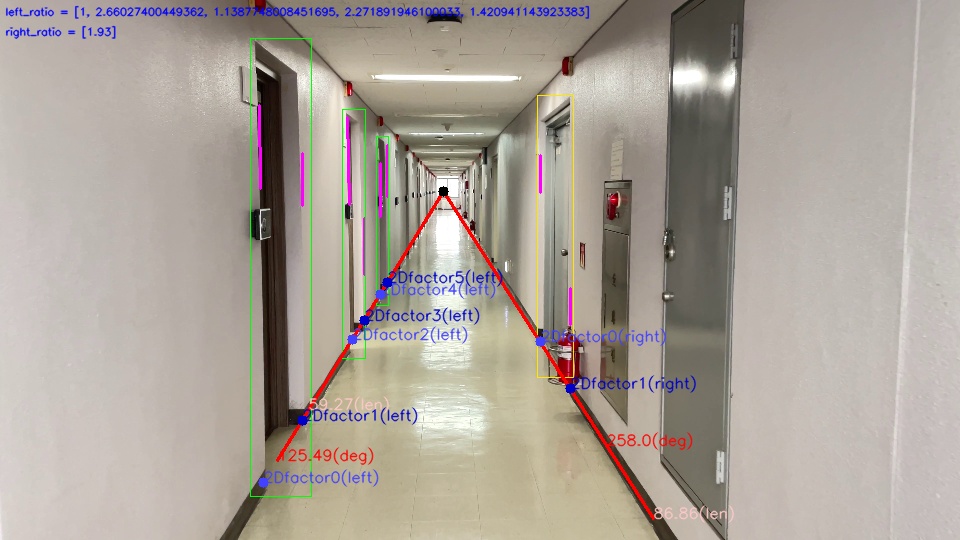 left_ratio = [1, 2.66027400449362, 1.1387748008451695, 2.271891946100033, 1.420941143923383]
right_ratio = [1.93]
2Dfactor5(left)
2Dfactor4(left)
2Dfactor3(left)
2Dfactor2(left)
2Dfactor0(right)
2Dfactor1(right)
59.27(len)
2Dfactor1(left)
258.0(deg)
125.49(deg)
2Dfactor0(left)
86.86(len)